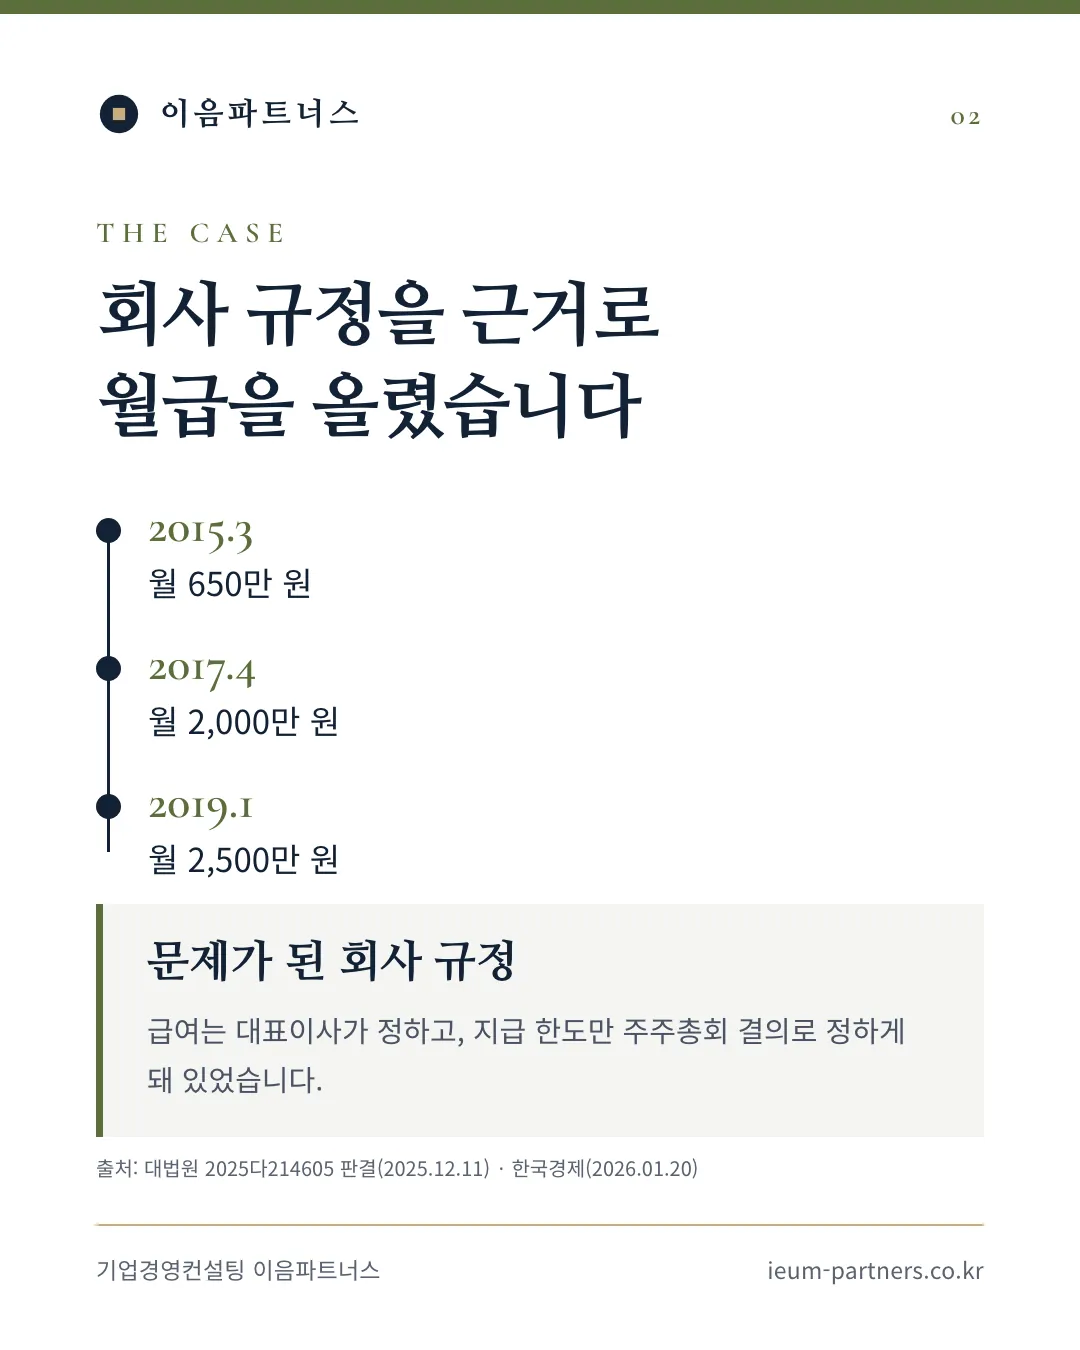 이음파트너스
02
THE CASE
회사 규정을 근거로
월급을 올렸습니다
2015.3
월 650만 원
2017.4
월 2,000만 원
2019.1
월 2,500만 원
문제가 된 회사 규정
급여는 대표이사가 정하고, 지급 한도만 주주총회 결의로 정하게
돼 있었습니다.
출처: 대법원 2025다214605 판결(2025.12.11) · 한국경제(2026.01.20)
기업경영컨설팅 이음파트너스
ieum-partners.co.kr